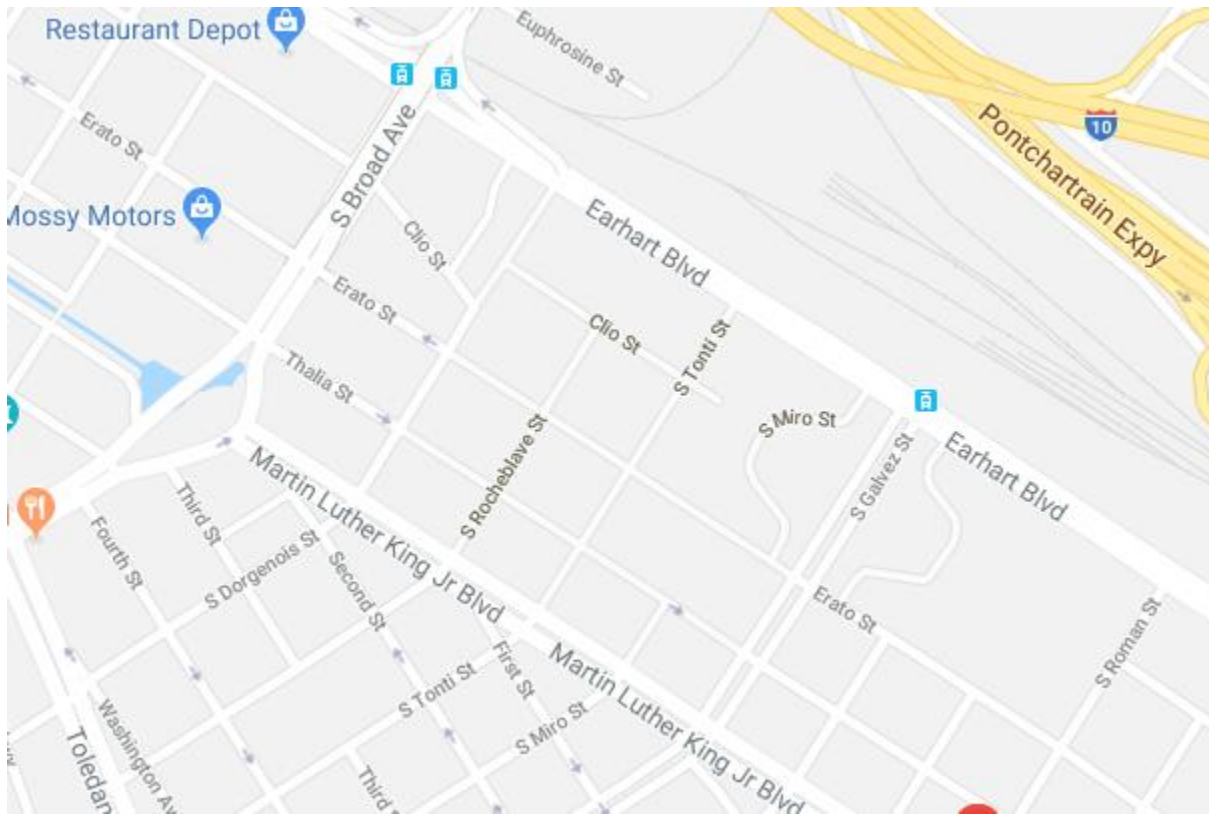 Restaurant Depot
Euphrosine St
Erato St
S Broad Ave
Pontchartrain Expy
10
Mossy Motors
Clio St
Earhart Blvd
Erato St
Clio St
S Tonti St
Thalia St
S Miro St
S Rocheblave St
S Galvez St
Earhart Blvd
Martin Luther King Jr Blvd
Third St
Fourth St
S Dorgenois St
Second St
Erato St
S Roman St
First St
Martin Luther King Jr Blvd
S Tonti St
S Miro St
Washington Av
Toledan
Third